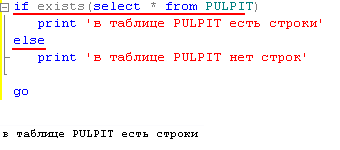 if exists(select * from PULPIT)
print 'в таблице PULPIT есть строки'
else
print 'в таблице PULPIT нет строк'
go
в таблице PULPIT есть строки